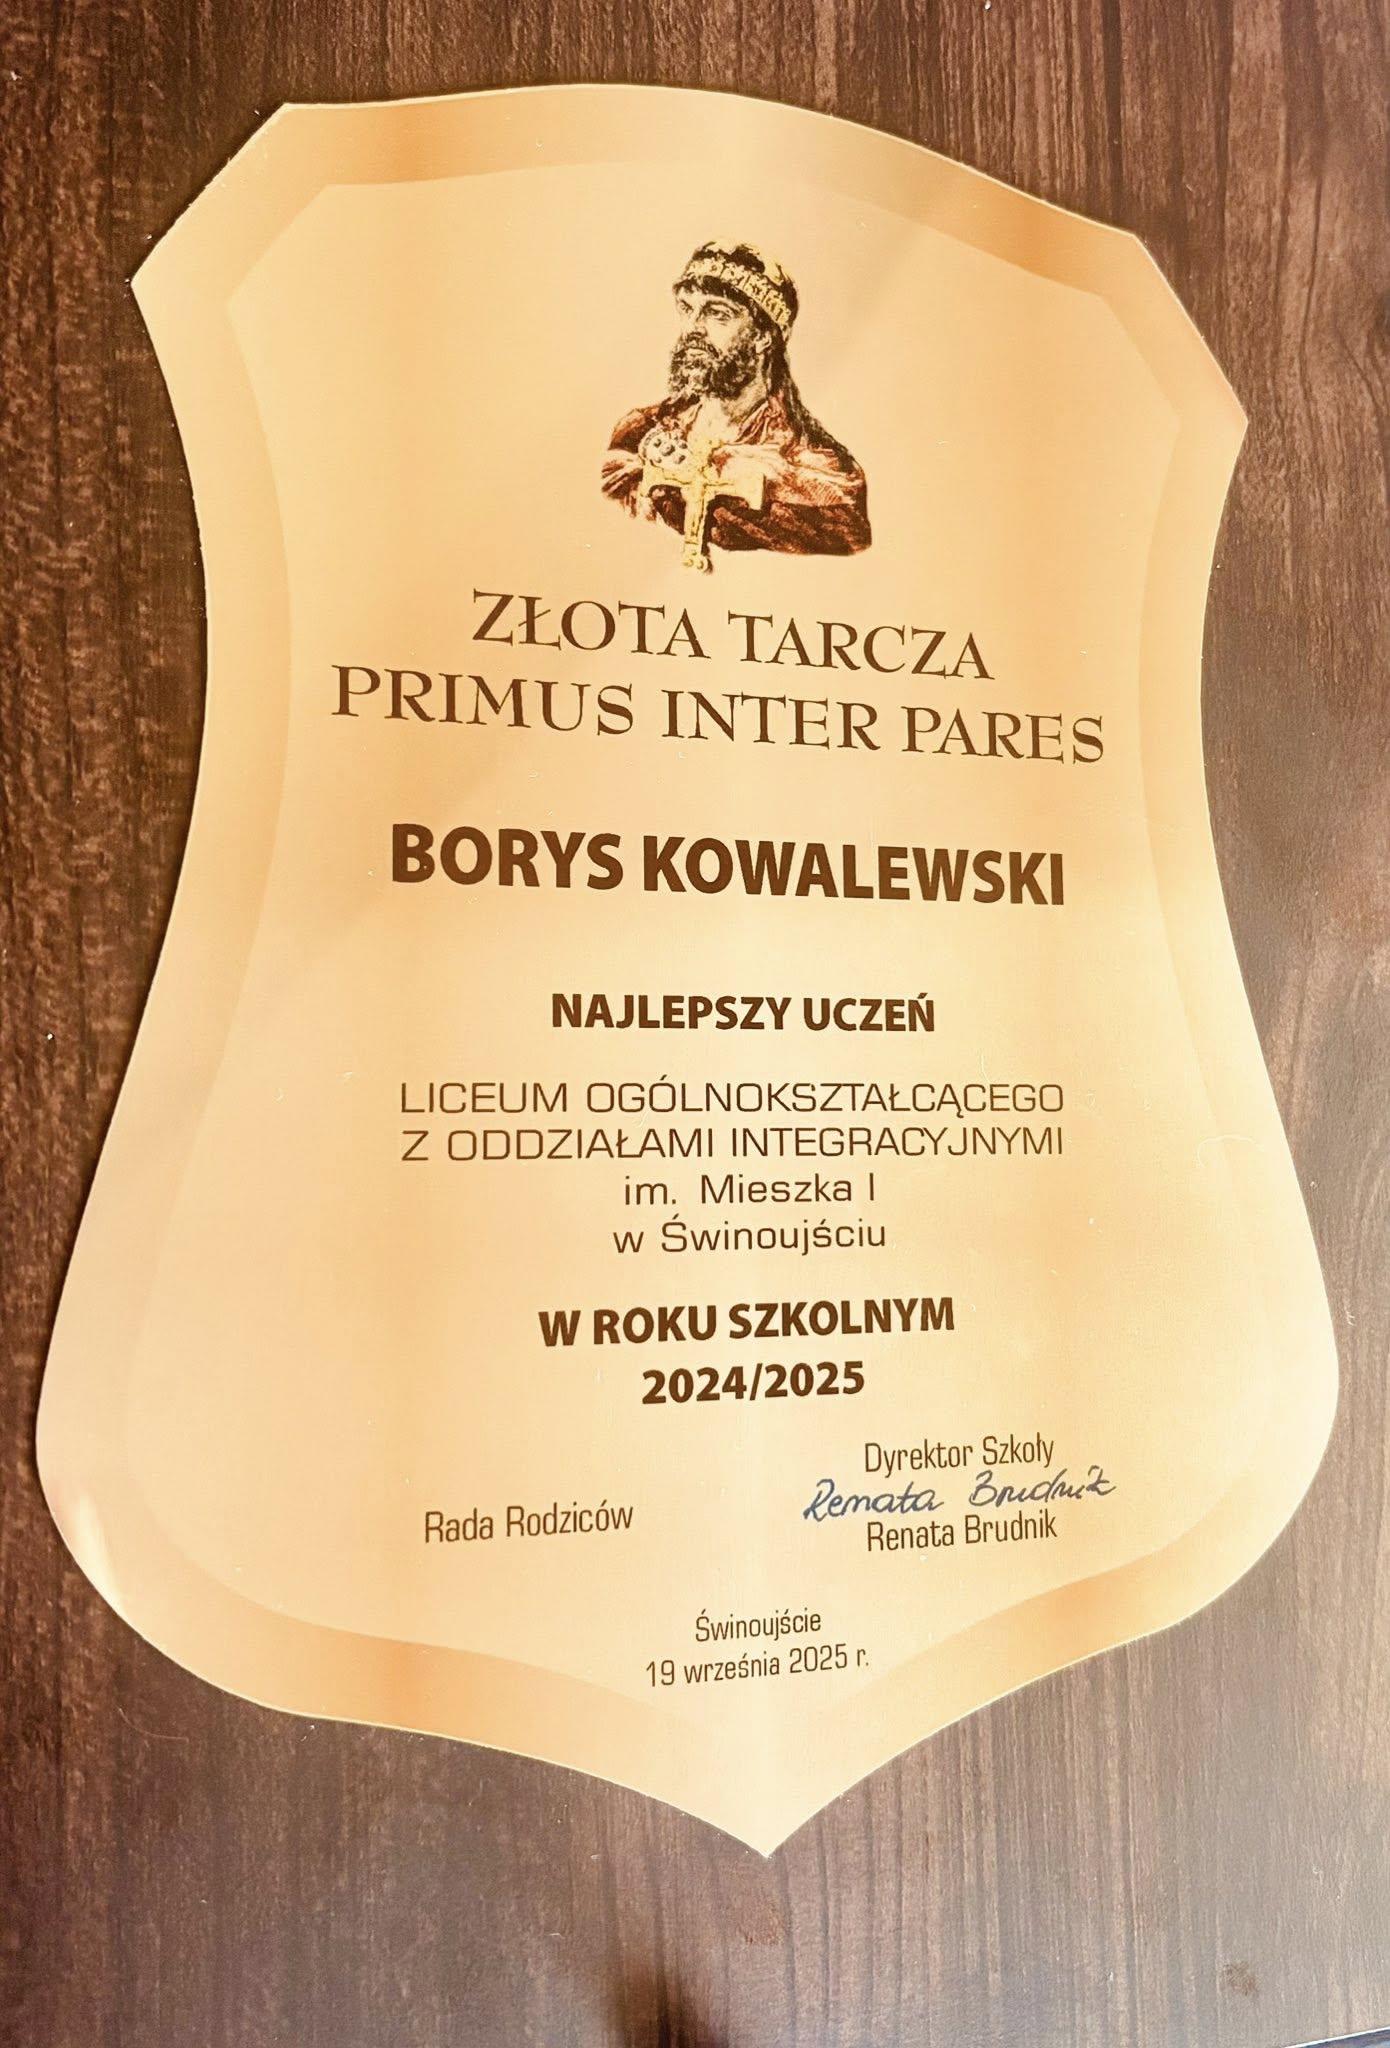 ZŁOTA TARCZA
PRIMUS INTER PARES
BORYS KOWALEWSKI
NAJLEPSZY UCZEŃ
LICEUM OGÓLNOKSZTAŁCĄCEGO
Z ODDZIAŁAMI INTEGRACYJNYMI
im. Mieszka I
w Świnoujściu
W ROKU SZKOLNYM
2024/2025
Rada Rodziców
Dyrektor Szkoły
Renata Brudnik
Renata Brudnik
Świnoujście
19 września 2025 r.